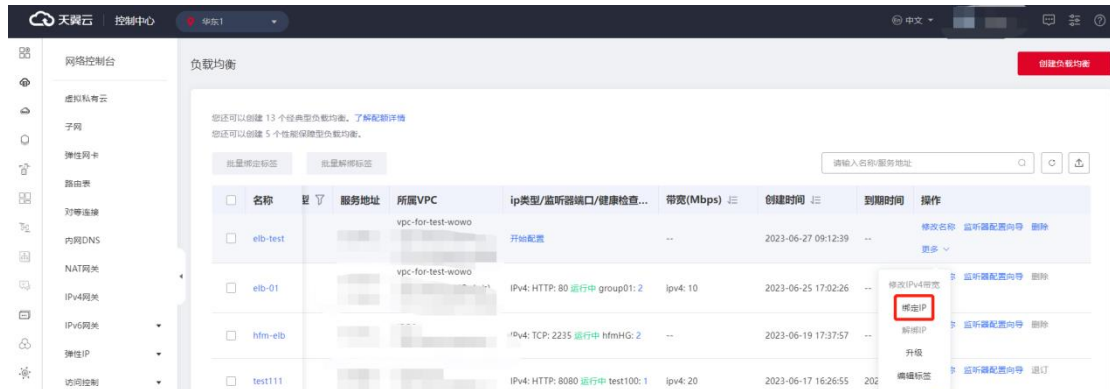 天翼云 控制中心 华东1 中文
网络控制台
虚拟私有云
子网
弹性网卡
路由表
对等连接
内网DNS
NAT网关
IPv4网关
IPv6网关
弹性IP
访问控制
负载均衡 创建负载均衡
您还可以创建 13 个经典型负载均衡。了解配额详情
您还可以创建 5 个性能保障型负载均衡。
批量绑定标签 批量解绑标签 请输入名称/服务地址
名称 型 服务地址 所属VPC ip类型/监听器端口/健康检查... 带宽(Mbps) 创建时间 到期时间 操作
vpc-for-test-wowo
elb-test 开始配置 -- 2023-06-27 09:12:39 -- 修改名称 监听器配置向导 删除
更多
vpc-for-test-wowo
elb-01 IPv4: HTTP: 80 运行中 group01: 2 ipv4: 10 2023-06-25 17:02:26 -- 监听器配置向导 删除
hfm-elb IPv4: TCP: 2235 运行中 hfmHG: 2 -- 2023-06-19 17:37:57 -- 监听器配置向导 删除
test111 IPv4: HTTP: 8080 运行中 test100: 1 ipv4: 20 2023-06-17 16:26:55 202 监听器配置向导 退订
修改IPv4带宽
绑定IP
解绑IP
升级
编辑标签